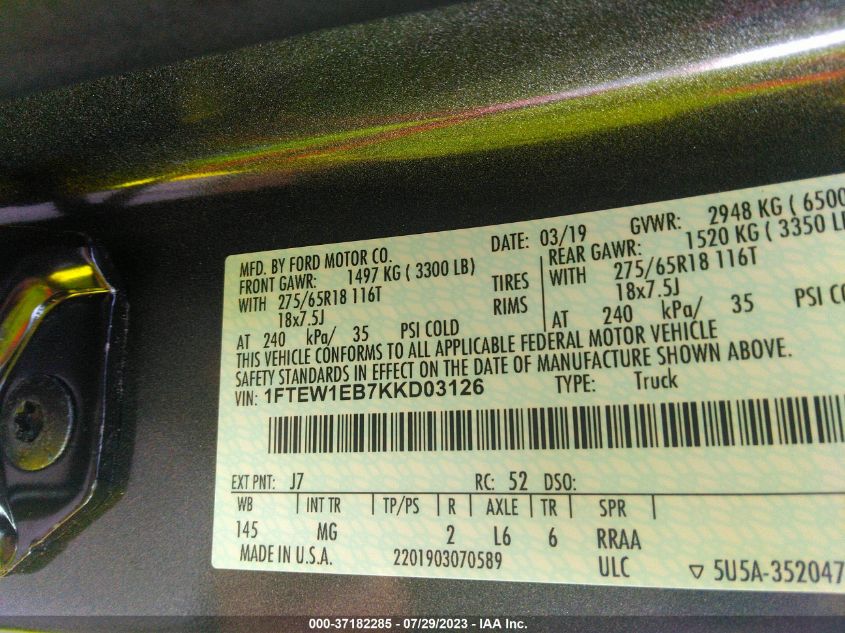 MFD. BY FORD MOTOR CO. DATE: 03/19 GVWR: 2948 KG ( 6500
FRONT GAWR: 1497 KG ( 3300 LB) REAR GAWR: 1520 KG ( 3350 L
WITH 275/65R18 116T TIRES WITH 275/65R18 116T
18x7.5J RIMS 18x7.5J
AT 240 kPa/ 35 PSI COLD AT 240 kPa/ 35 PSI COL
THIS VEHICLE CONFORMS TO ALL APPLICABLE FEDERAL MOTOR VEHICLE
SAFETY STANDARDS IN EFFECT ON THE DATE OF MANUFACTURE SHOWN ABOVE.
VIN: 1FTEW1EB7KKD03126 TYPE: Truck
EXT PNT: J7 RC: 52 DSO:
WB | INT TR | TP/PS | R | AXLE | TR | SPR |
145 MG 2 L6 6 RRAA
MADE IN U.S.A. 2201903070589 ULC ▽ 5U5A-352047
000-37182285 - 07/29/2023 - IAA Inc.